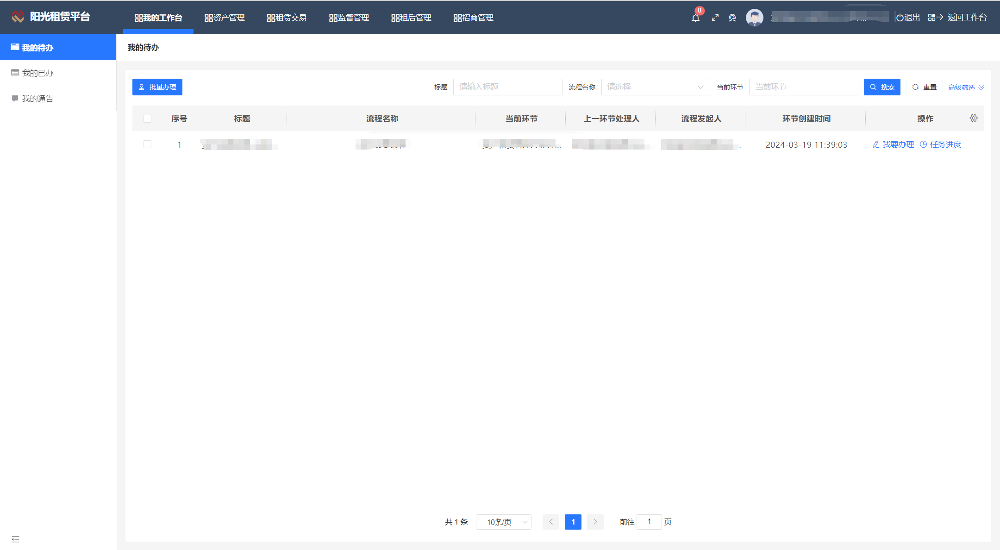 阳光租赁平台
我的工作台 资产管理 租赁交易 监督管理 租后管理 招商管理
8
退出 返回工作台
我的待办
我的已办
我的通告
我的待办
批量办理 标题: 请输入标题 流程名称: 请选择 当前环节: 当前环节 搜索 重置 高级筛选
序号 标题 流程名称 当前环节 上一环节处理人 流程发起人 环节创建时间 操作
1 2024-03-19 11:39:03 我要办理 任务进度
共 1 条 10条/页 1 前往 1 页